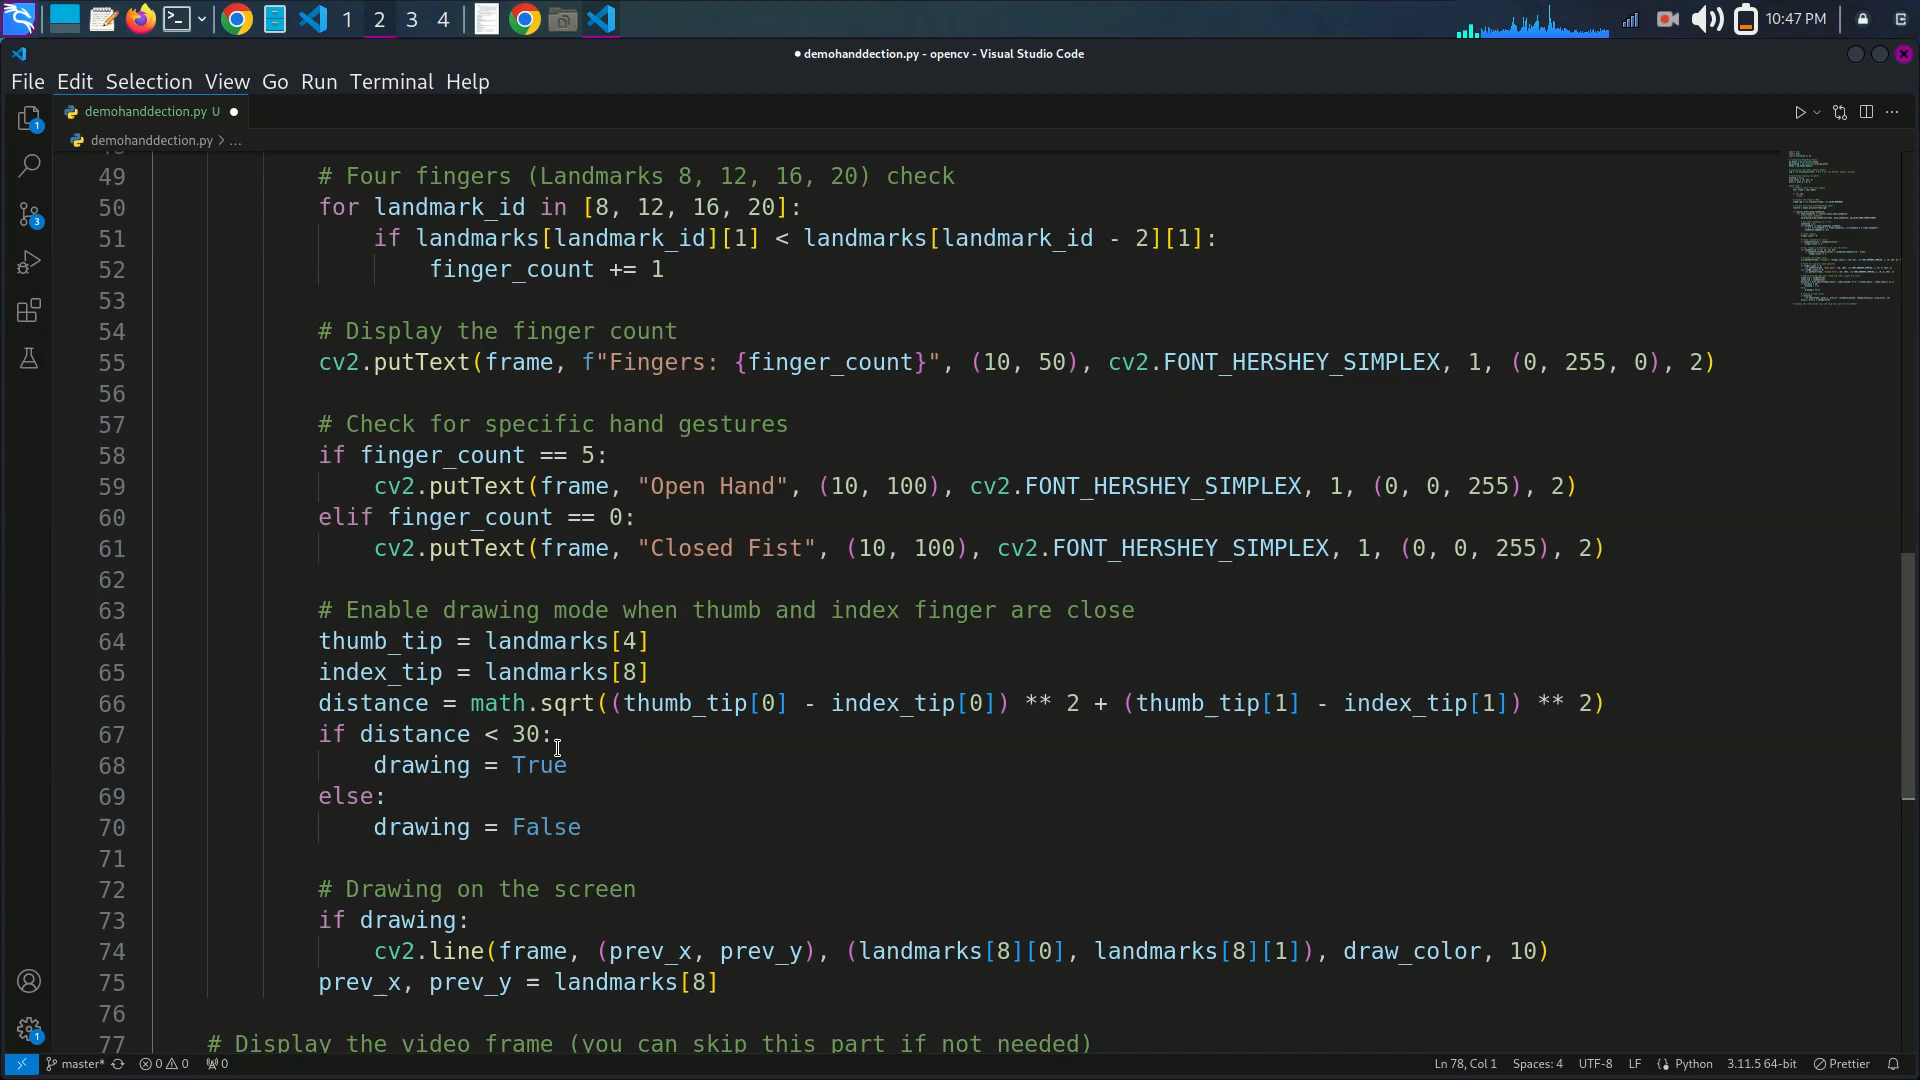 1 2 3 4 10:47 PM
● demohanddection.py - opencv - Visual Studio Code
File Edit Selection View Go Run Terminal Help
demohanddection.py U ●
demohanddection.py > ...
49 # Four fingers (Landmarks 8, 12, 16, 20) check
50 for landmark_id in [8, 12, 16, 20]:
51 if landmarks[landmark_id][1] < landmarks[landmark_id - 2][1]:
52 finger_count += 1
53
54 # Display the finger count
55 cv2.putText(frame, f"Fingers: {finger_count}", (10, 50), cv2.FONT_HERSHEY_SIMPLEX, 1, (0, 255, 0), 2)
56
57 # Check for specific hand gestures
58 if finger_count == 5:
59 cv2.putText(frame, "Open Hand", (10, 100), cv2.FONT_HERSHEY_SIMPLEX, 1, (0, 0, 255), 2)
60 elif finger_count == 0:
61 cv2.putText(frame, "Closed Fist", (10, 100), cv2.FONT_HERSHEY_SIMPLEX, 1, (0, 0, 255), 2)
62
63 # Enable drawing mode when thumb and index finger are close
64 thumb_tip = landmarks[4]
65 index_tip = landmarks[8]
66 distance = math.sqrt((thumb_tip[0] - index_tip[0]) ** 2 + (thumb_tip[1] - index_tip[1]) ** 2)
67 if distance < 30:
68 drawing = True
69 else:
70 drawing = False
71
72 # Drawing on the screen
73 if drawing:
74 cv2.line(frame, (prev_x, prev_y), (landmarks[8][0], landmarks[8][1]), draw_color, 10)
75 prev_x, prev_y = landmarks[8]
76
77 # Display the video frame (you can skip this part if not needed)
master* 0 0 0 Ln 78, Col 1 Spaces: 4 UTF-8 LF Python 3.11.5 64-bit Prettier